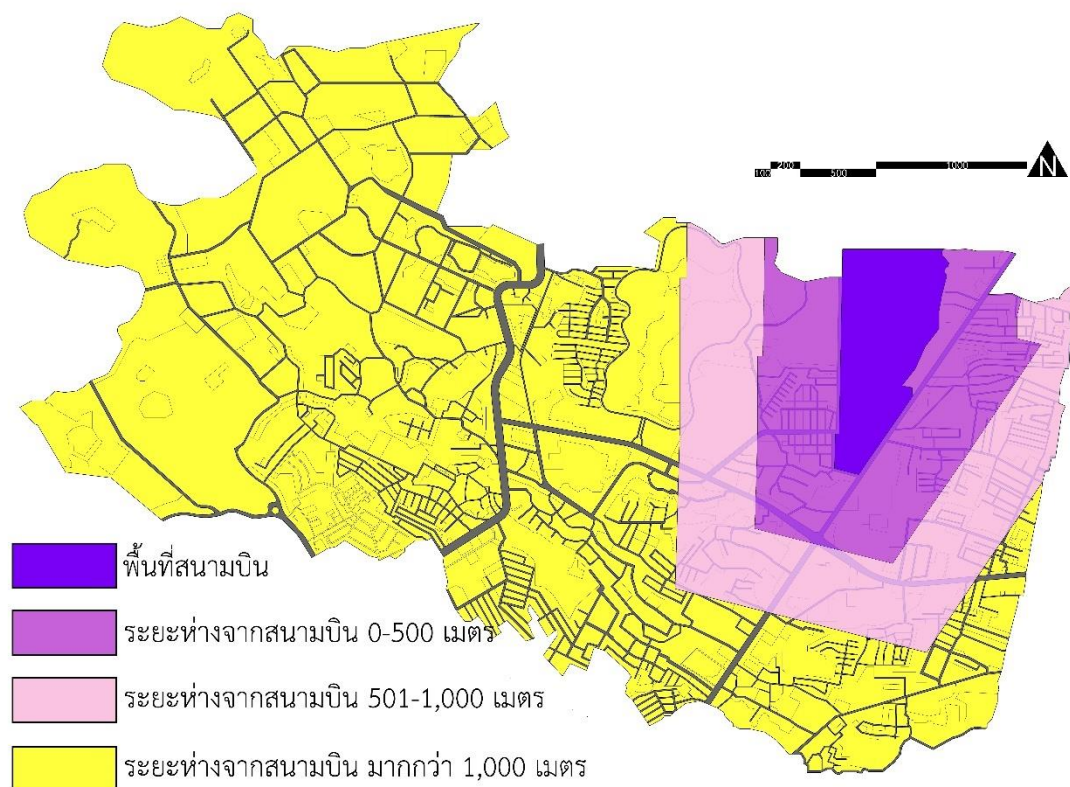 200 1000
100 500
N
พื้นที่สนามบิน
ระยะห่างจากสนามบิน 0-500 เมตร
ระยะห่างจากสนามบิน 501-1,000 เมตร
ระยะห่างจากสนามบิน มากกว่า 1,000 เมตร